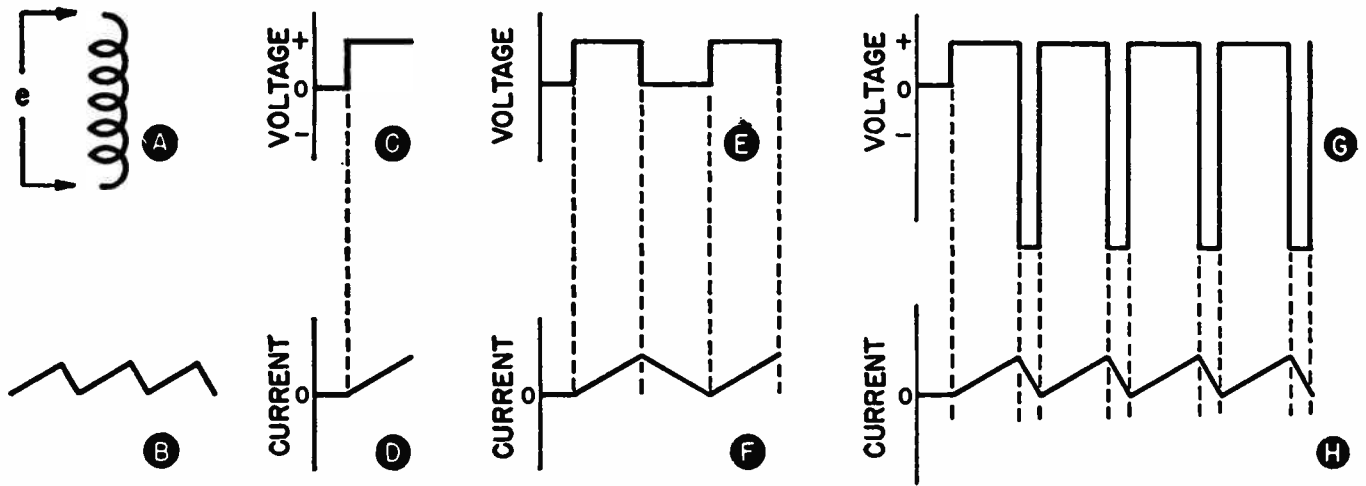 e
A
B
VOLTAGE
+
0
-
C
CURRENT
0
D
VOLTAGE
E
CURRENT
0
F
VOLTAGE
+
0
-
G
CURRENT
0
H